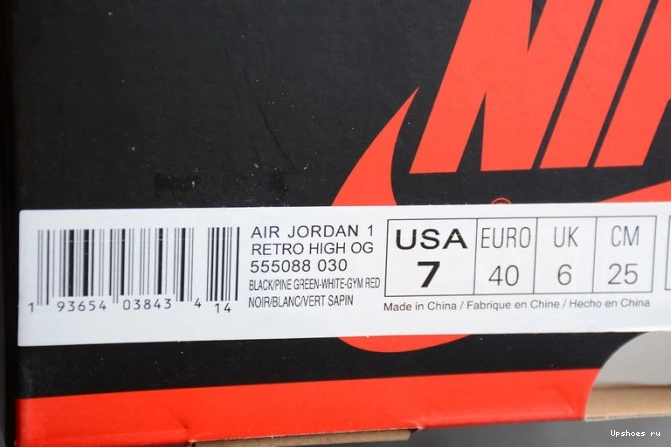 NIK
AIR JORDAN 1
RETRO HIGH OG
555088 030
BLACK/PINE GREEN-WHITE-GYM RED
NOIR/BLANC/VERT SAPIN
1 93654 03843 4 14
USA EURO UK CM
7 40 6 25
Made in China / Fabrique en Chine / Hecho en China
Upshoes ru